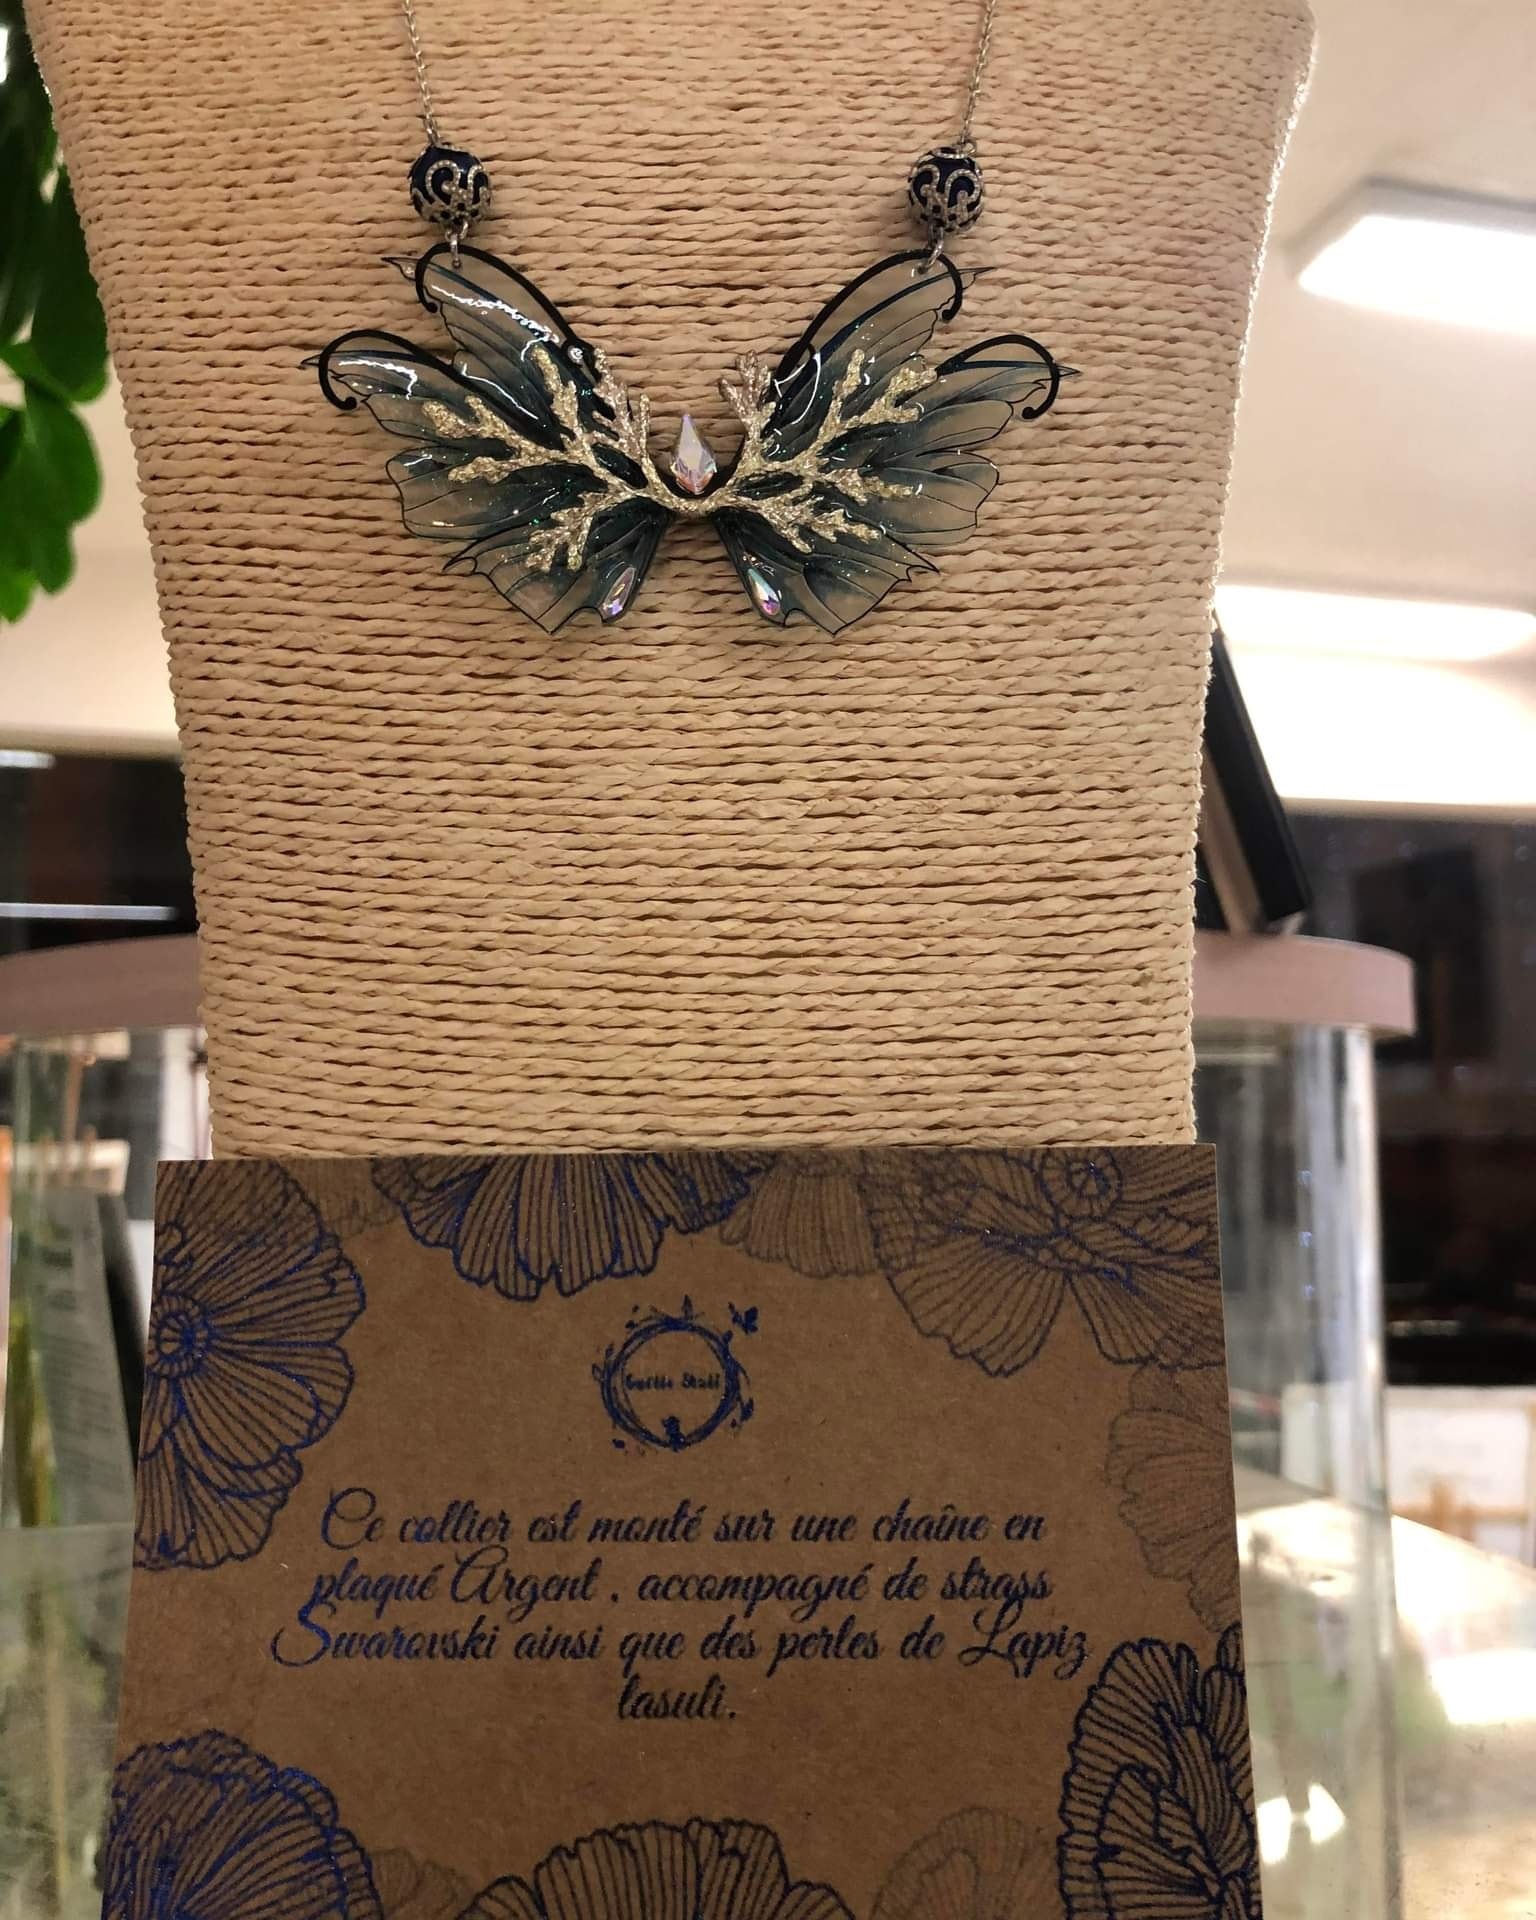 Ce collier est monté sur une chaîne en
plaqué Argent , accompagné de strass
Swarovski ainsi que des perles de Lapiz
lasuli.